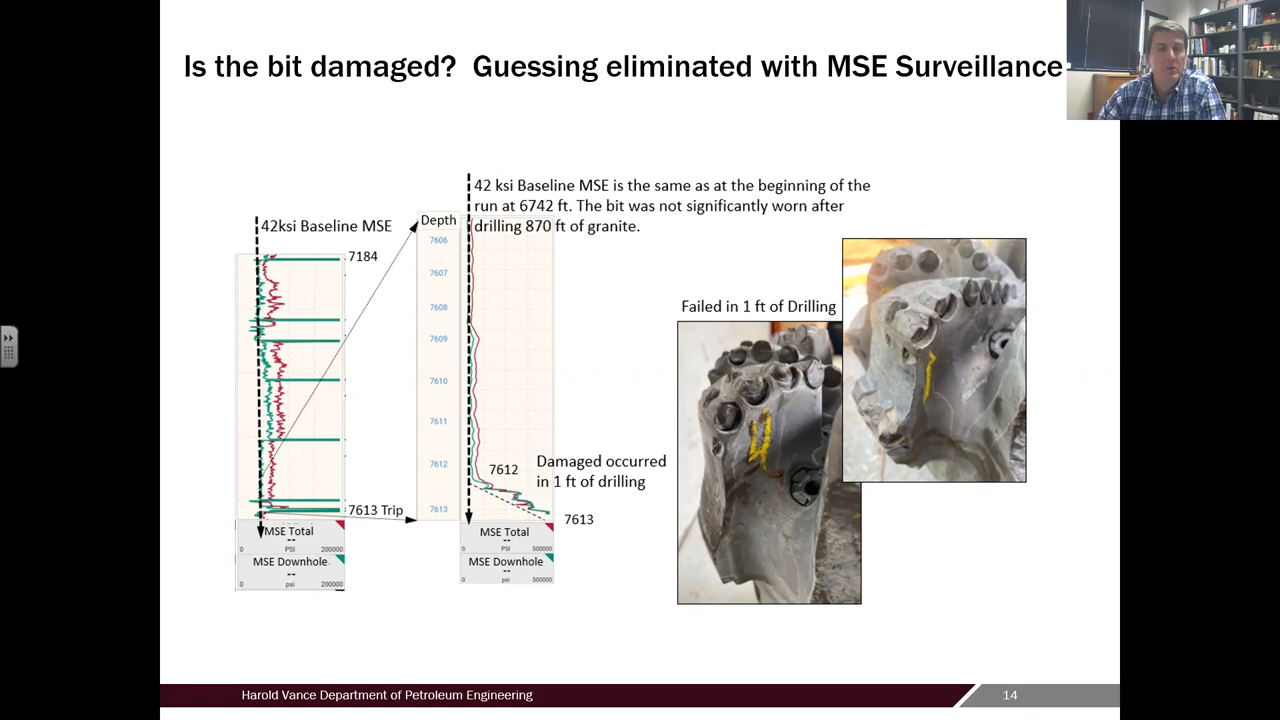 Is the bit damaged? Guessing eliminated with MSE Surveillance
42 ksi Baseline MSE is the same as at the beginning of the
run at 6742 ft. The bit was not significantly worn after
drilling 870 ft of granite.
42ksi Baseline MSE
Depth
7184
7606
7607
7608
7609
7610
7611
7612
7613
7612
Damaged occurred
in 1 ft of drilling
7613
7613 Trip
MSE Total
--
0 PSI 200000
MSE Downhole
--
0 psi 200000
MSE Total
--
0 PSI 500000
MSE Downhole
--
0 psi 500000
Failed in 1 ft of Drilling
Harold Vance Department of Petroleum Engineering
14